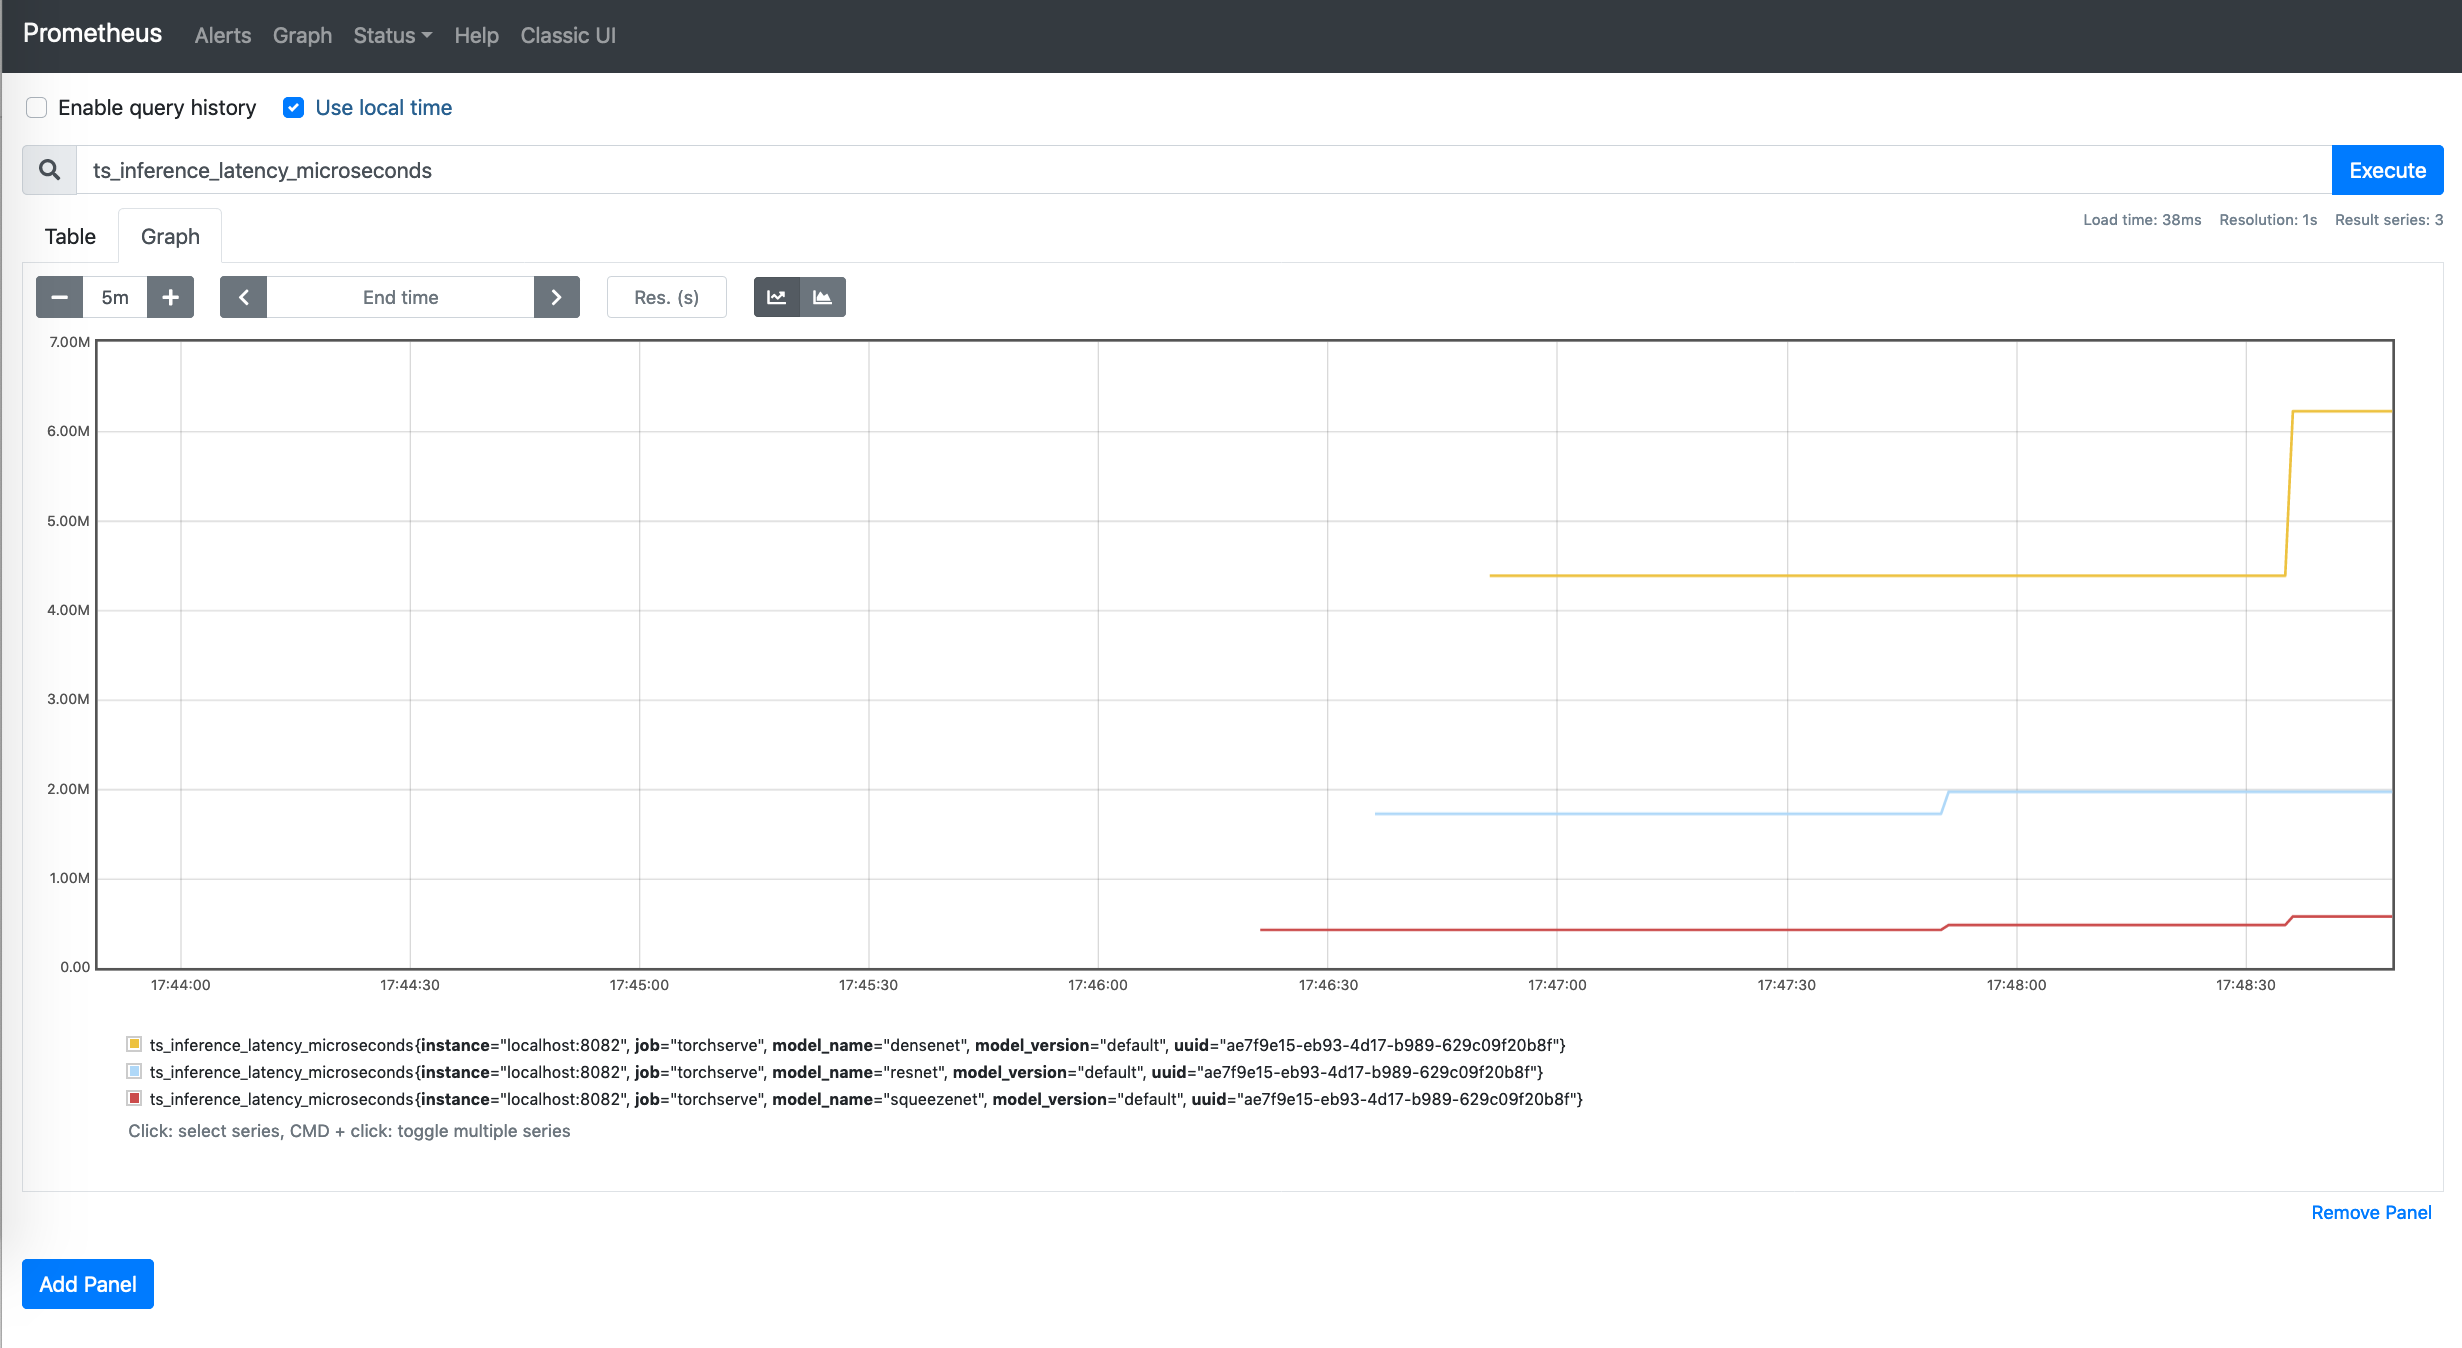 Prometheus Alerts Graph Status Help Classic UI
Enable query history Use local time
ts_inference_latency_microseconds Execute
Load time: 38ms Resolution: 1s Result series: 3
Table Graph
5m End time Res. (s)
7.00M
6.00M
5.00M
4.00M
3.00M
2.00M
1.00M
0.00
17:44:00 17:44:30 17:45:00 17:45:30 17:46:00 17:46:30 17:47:00 17:47:30 17:48:00 17:48:30
ts_inference_latency_microseconds{instance="localhost:8082", job="torchserve", model_name="densenet", model_version="default", uuid="ae7f9e15-eb93-4d17-b989-629c09f20b8f"}
ts_inference_latency_microseconds{instance="localhost:8082", job="torchserve", model_name="resnet", model_version="default", uuid="ae7f9e15-eb93-4d17-b989-629c09f20b8f"}
ts_inference_latency_microseconds{instance="localhost:8082", job="torchserve", model_name="squeezenet", model_version="default", uuid="ae7f9e15-eb93-4d17-b989-629c09f20b8f"}
Click: select series, CMD + click: toggle multiple series
Remove Panel
Add Panel